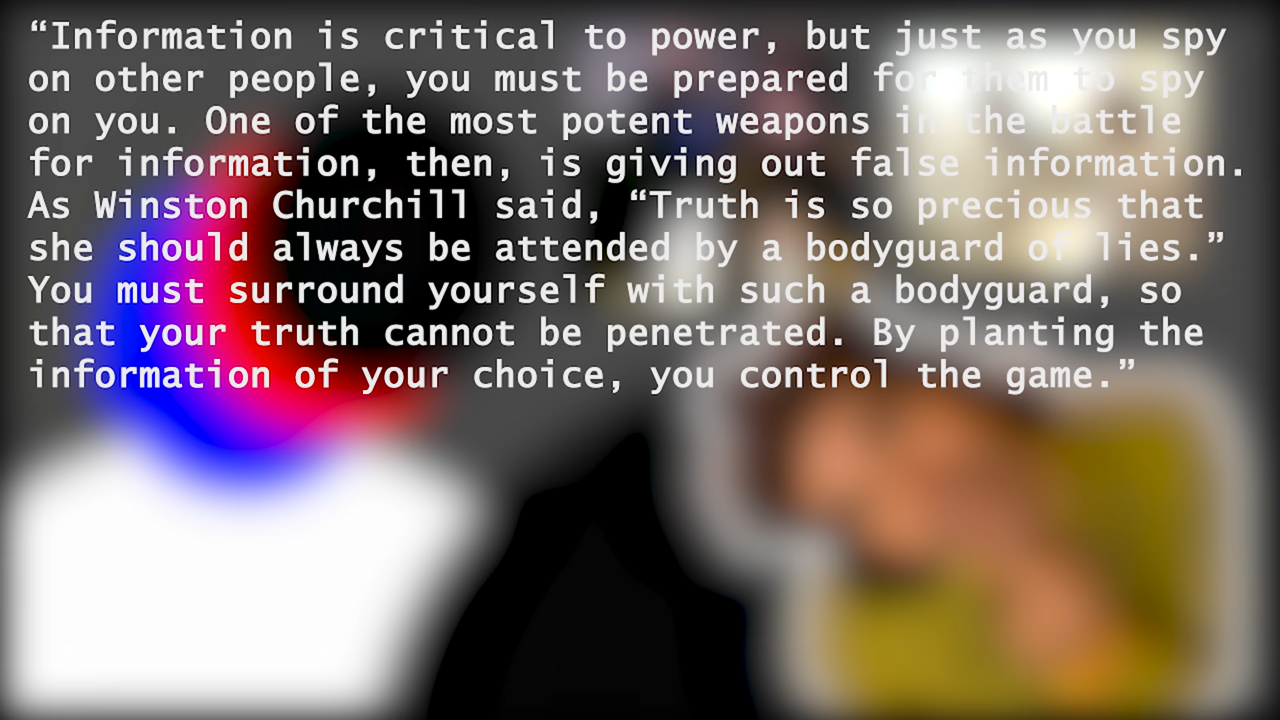 “Information is critical to power, but just as you spy
on other people, you must be prepared for them to spy
on you. One of the most potent weapons in the battle
for information, then, is giving out false information.
As Winston Churchill said, “Truth is so precious that
she should always be attended by a bodyguard of lies.”
You must surround yourself with such a bodyguard, so
that your truth cannot be penetrated. By planting the
information of your choice, you control the game.”